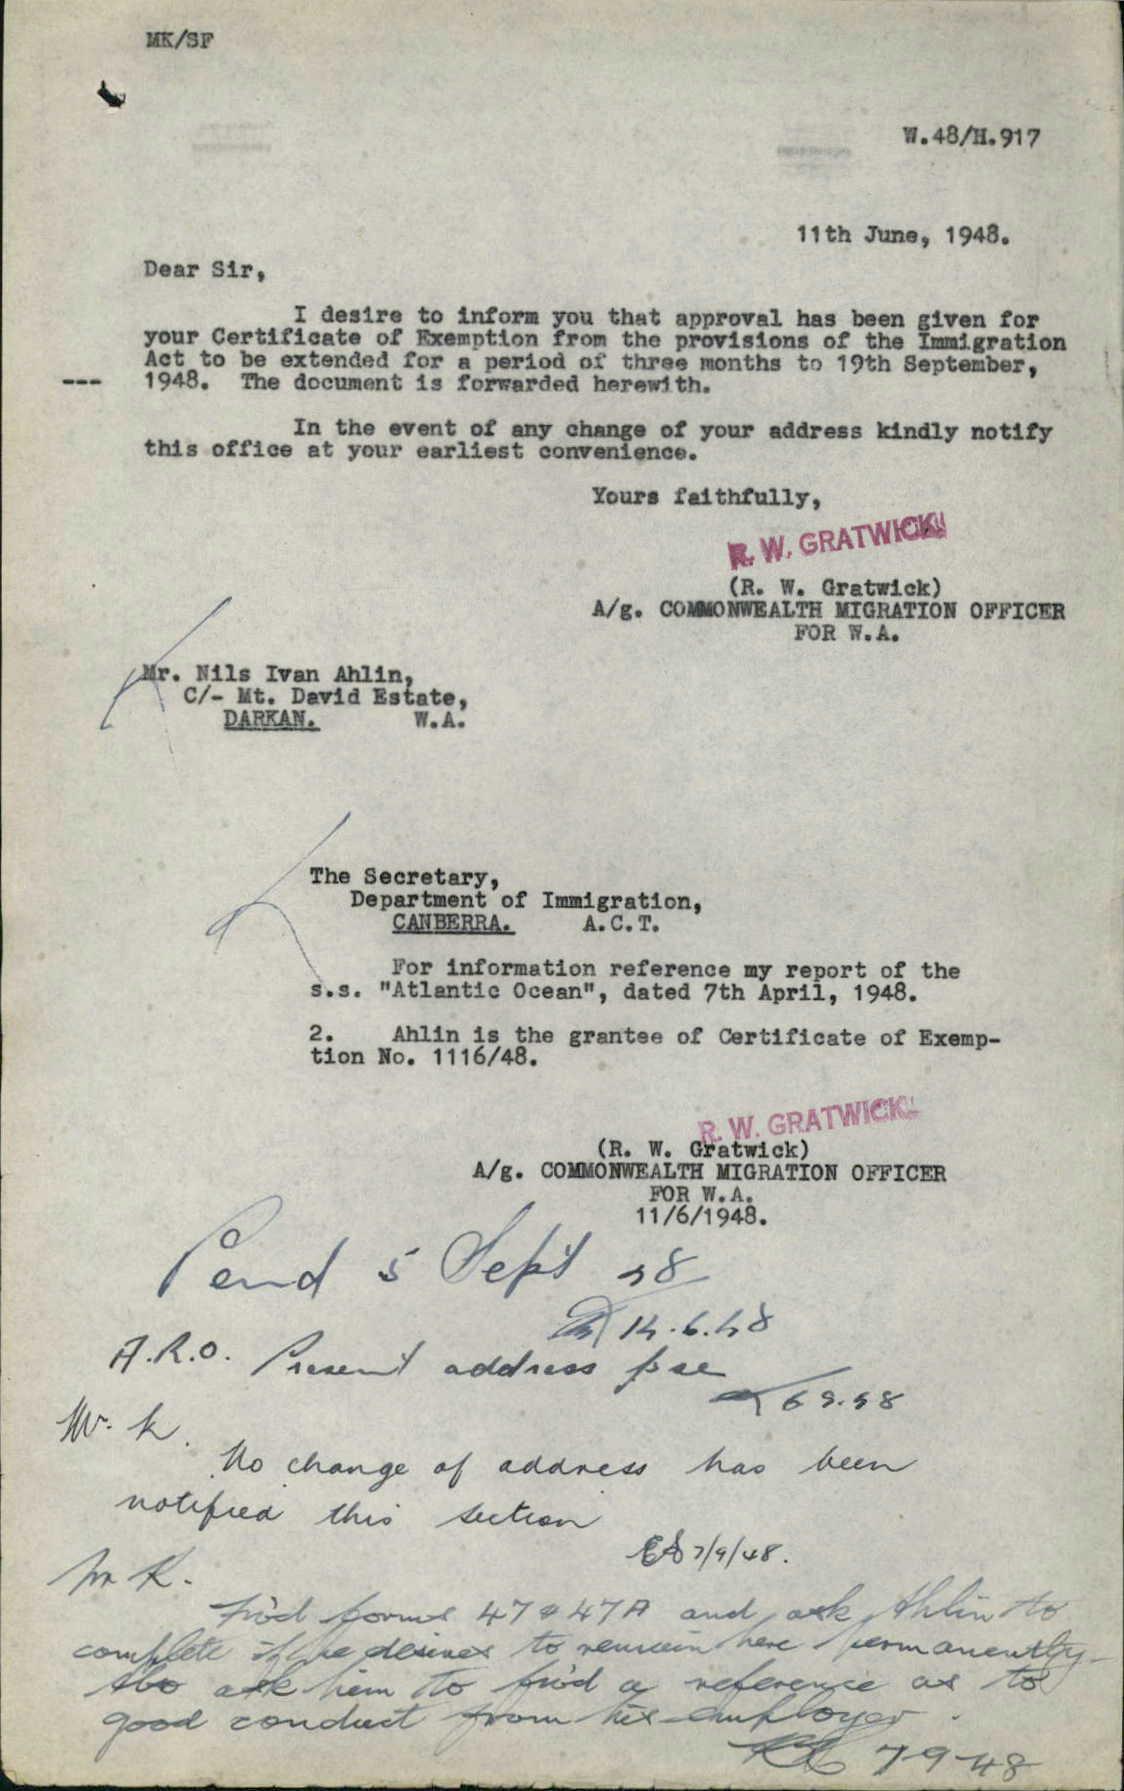 MK/SF
W.48/H.917
11th June, 1948.
Dear Sir,
I desire to inform you that approval has been given for
your Certificate of Exemption from the provisions of the Immigration
Act to be extended for a period of three months to 19th September,
--- 1948. The document is forwarded herewith.
In the event of any change of your address kindly notify
this office at your earliest convenience.
Yours faithfully,
R. W. GRATWICK
(R. W. Gratwick)
A/g. COMMONWEALTH MIGRATION OFFICER
FOR W.A.
Mr. Nils Ivan Ahlin,
C/- Mt. David Estate,
DARKAN. W.A.
The Secretary,
Department of Immigration,
CANBERRA. A.C.T.
For information reference my report of the
s.s. "Atlantic Ocean", dated 7th April, 1948.
2. Ahlin is the grantee of Certificate of Exemp-
tion No. 1116/48.
R. W. GRATWICK
(R. W. Gratwick)
A/g. COMMONWEALTH MIGRATION OFFICER
FOR W.A.
11/6/1948.
Pend 5 Sept 48
14.6.48
A.R.O. Present address pse
6 9.48
Mr. K.
No change of address has been
notified this section
7/9/48.
Mr K.
Fwd forms 47 & 47A and ask Ahlin to
complete if he desires to remain here permanently
Also ask him to fwd a reference as to
good conduct from his employer.
7-9-48